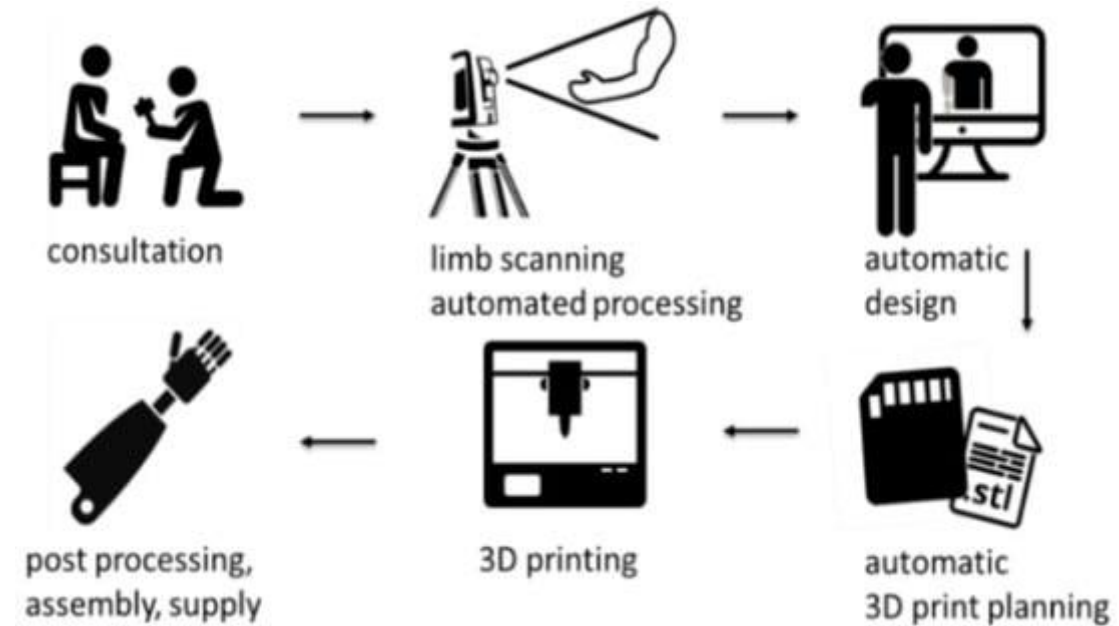 consultation
limb scanning
automated processing
automatic
design
.stl
automatic
3D print planning
3D printing
post processing,
assembly, supply